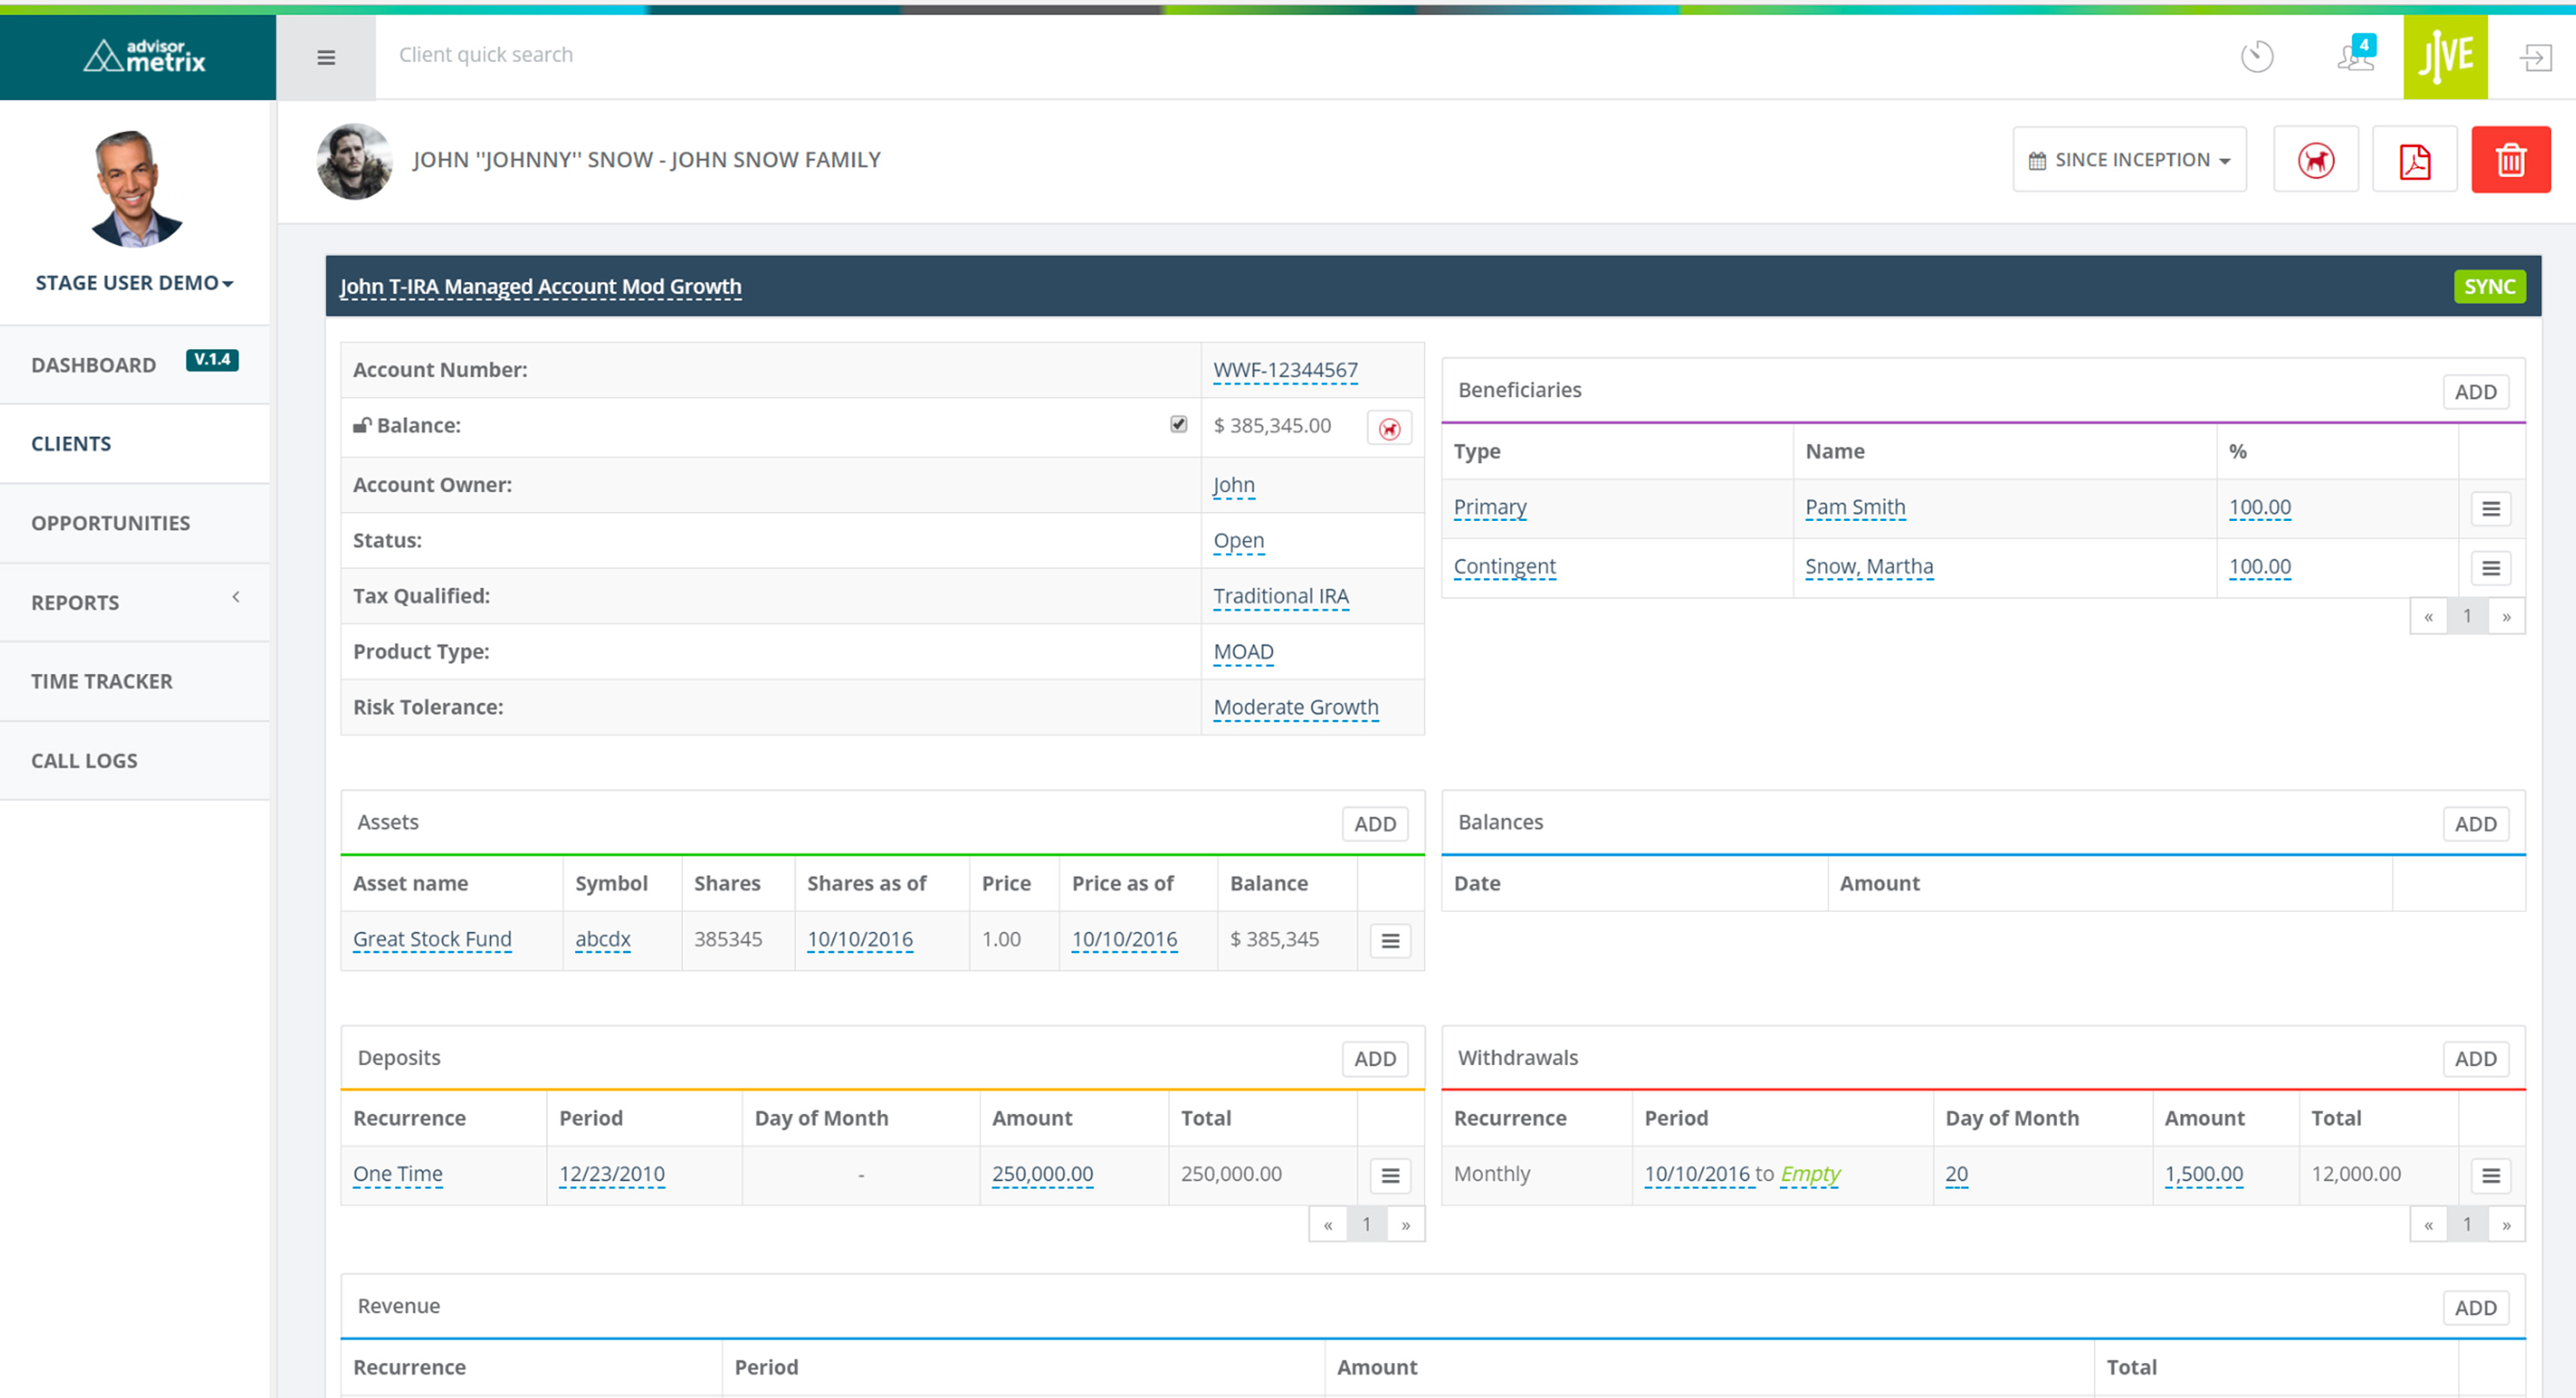 advisor
metrix
Client quick search
4
JIVE
STAGE USER DEMO
DASHBOARD V.1.4
CLIENTS
OPPORTUNITIES
REPORTS
TIME TRACKER
CALL LOGS
JOHN ''JOHNNY'' SNOW - JOHN SNOW FAMILY
SINCE INCEPTION
John T-IRA Managed Account Mod Growth
SYNC
Account Number: WWF-12344567
Balance: $ 385,345.00
Account Owner: John
Status: Open
Tax Qualified: Traditional IRA
Product Type: MOAD
Risk Tolerance: Moderate Growth
Beneficiaries ADD
Type Name %
Primary Pam Smith 100.00
Contingent Snow, Martha 100.00
« 1 »
Assets ADD
Asset name Symbol Shares Shares as of Price Price as of Balance
Great Stock Fund abcdx 385345 10/10/2016 1.00 10/10/2016 $ 385,345
Balances ADD
Date Amount
Deposits ADD
Recurrence Period Day of Month Amount Total
One Time 12/23/2010 - 250,000.00 250,000.00
« 1 »
Withdrawals ADD
Recurrence Period Day of Month Amount Total
Monthly 10/10/2016 to Empty 20 1,500.00 12,000.00
« 1 »
Revenue ADD
Recurrence Period Amount Total